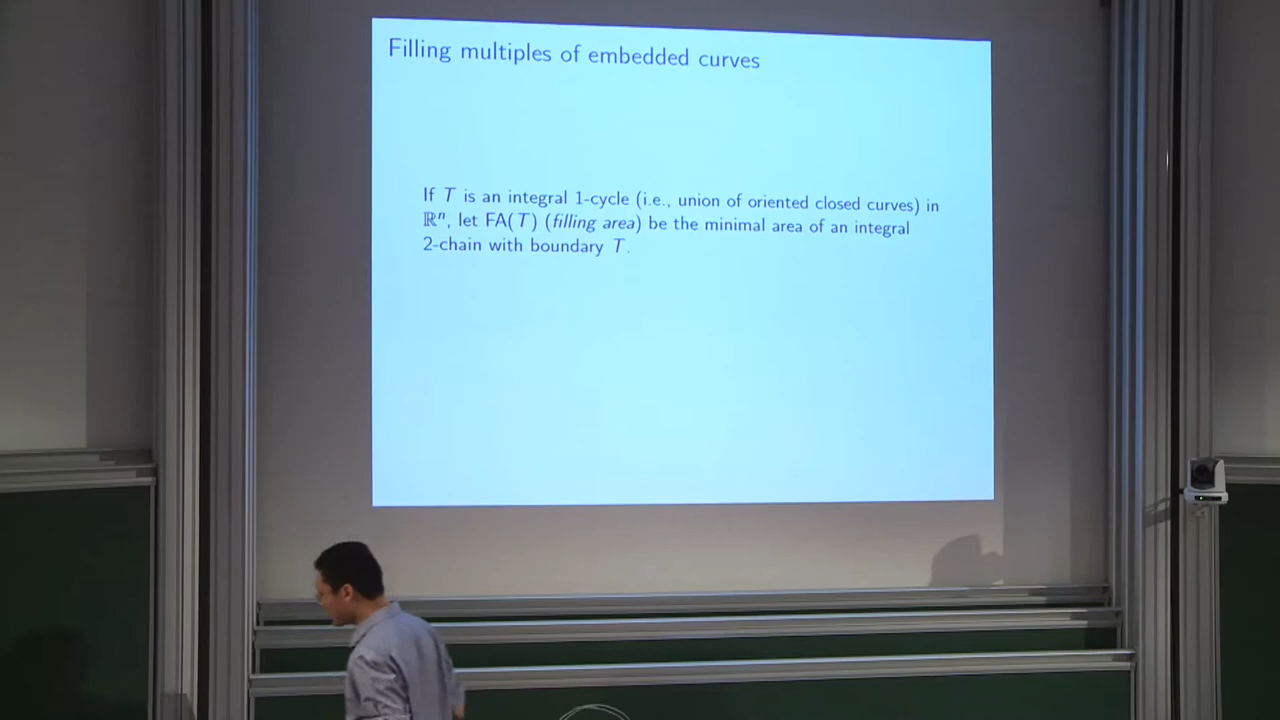 Filling multiples of embedded curves
If T is an integral 1-cycle (i.e., union of oriented closed curves) in
ℝⁿ, let FA(T) (filling area) be the minimal area of an integral
2-chain with boundary T.